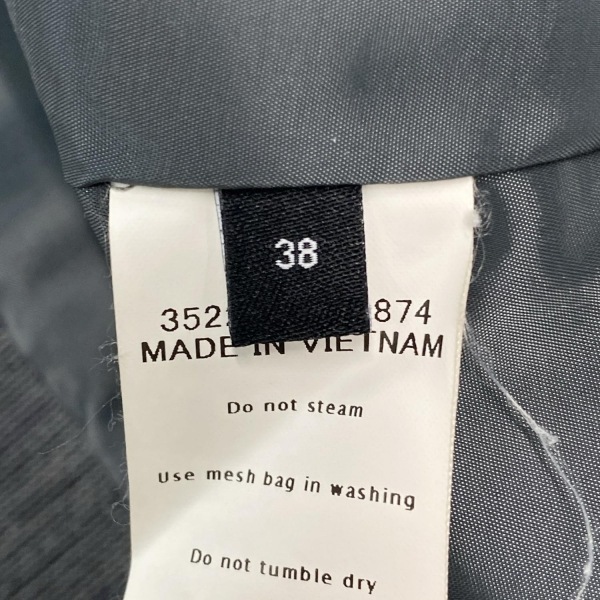 38
352 874
MADE IN VIETNAM
Do not steam
Use mesh bag in washing
Do not tumble dry